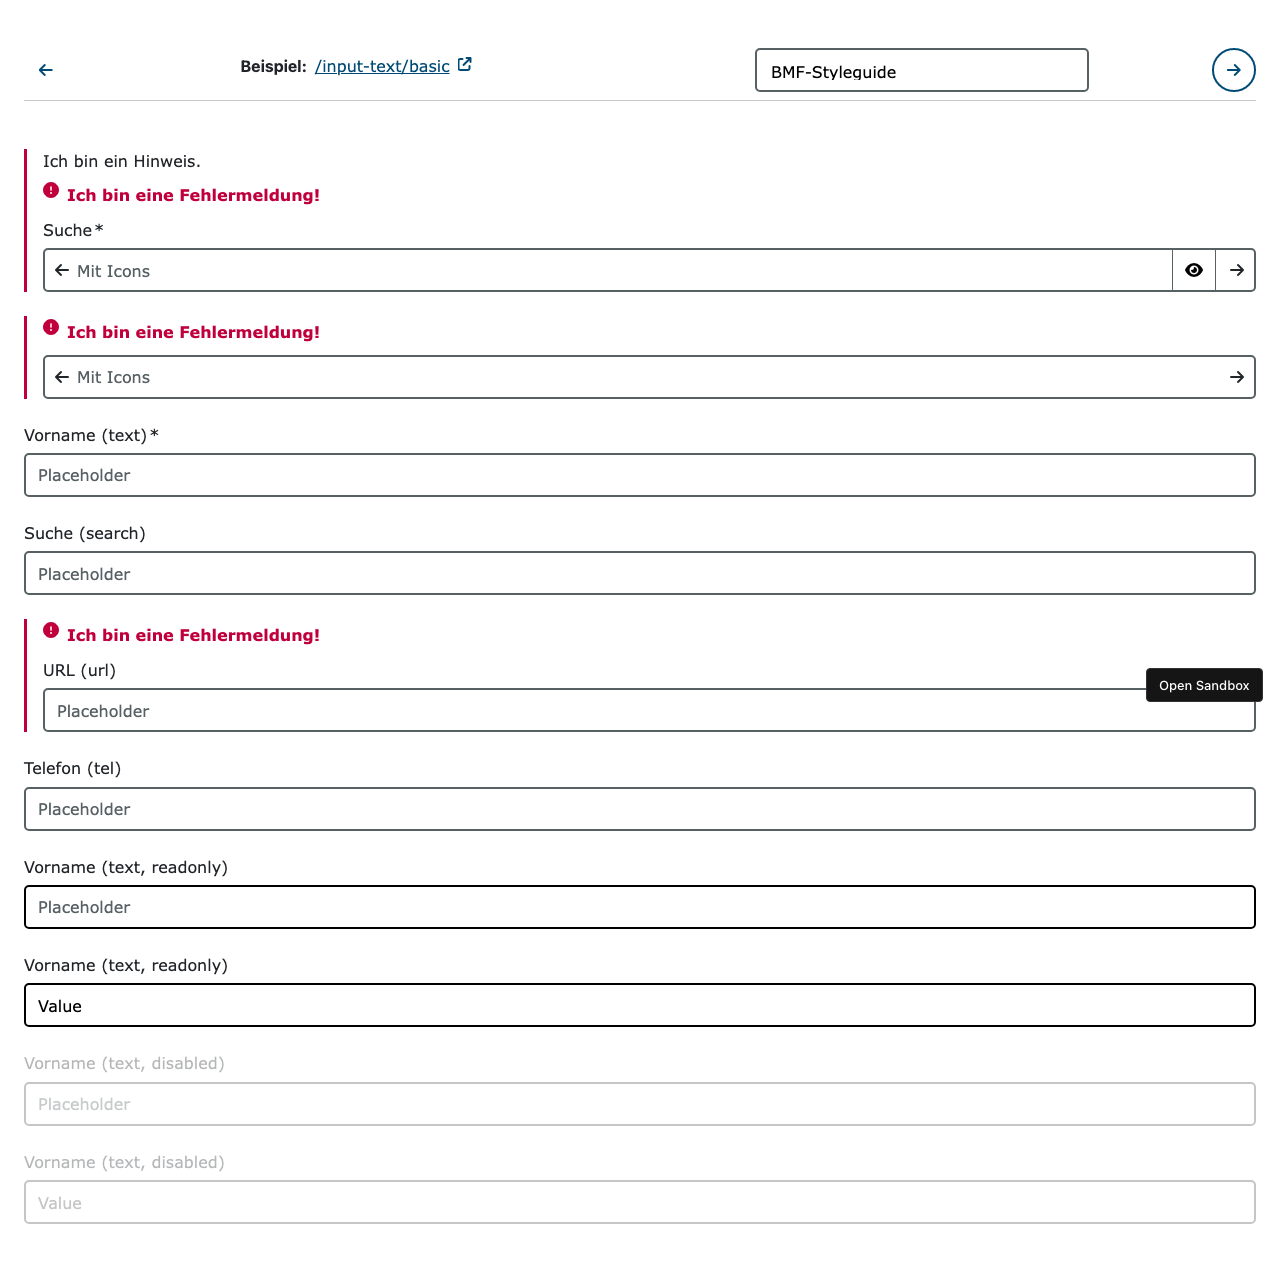 Beispiel: /input-text/basic
BMF-Styleguide
Ich bin ein Hinweis.
Ich bin eine Fehlermeldung!
Suche*
Mit Icons
Ich bin eine Fehlermeldung!
Mit Icons
Vorname (text)*
Placeholder
Suche (search)
Placeholder
Ich bin eine Fehlermeldung!
URL (url)
Open Sandbox
Placeholder
Telefon (tel)
Placeholder
Vorname (text, readonly)
Placeholder
Vorname (text, readonly)
Value
Vorname (text, disabled)
Placeholder
Vorname (text, disabled)
Value